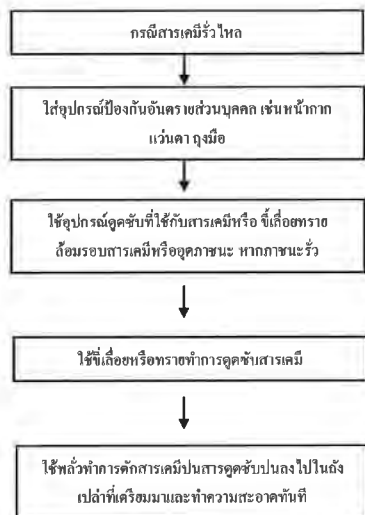 กรณีสารเคมีรั่วไหล
ใส่อุปกรณ์ป้องกันอันตรายส่วนบุคคล เช่นหน้ากาก
แว่นตา ถุงมือ
ใช้อุปกรณ์ดูดซับที่ใช้กับสารเคมีหรือ ขี้เลื่อยทราย
ล้อมรอบสารเคมีหรืออุดภาชนะ หากภาชนะรั่ว
ใช้ขี้เลื่อยหรือทรายทำการดูดซับสารเคมี
ใช้พลั่วทำการตักสารเคมีปนสารดูดซับปนลงไปในถัง
เปล่าที่เตรียมมาและทำความสะอาดทันที